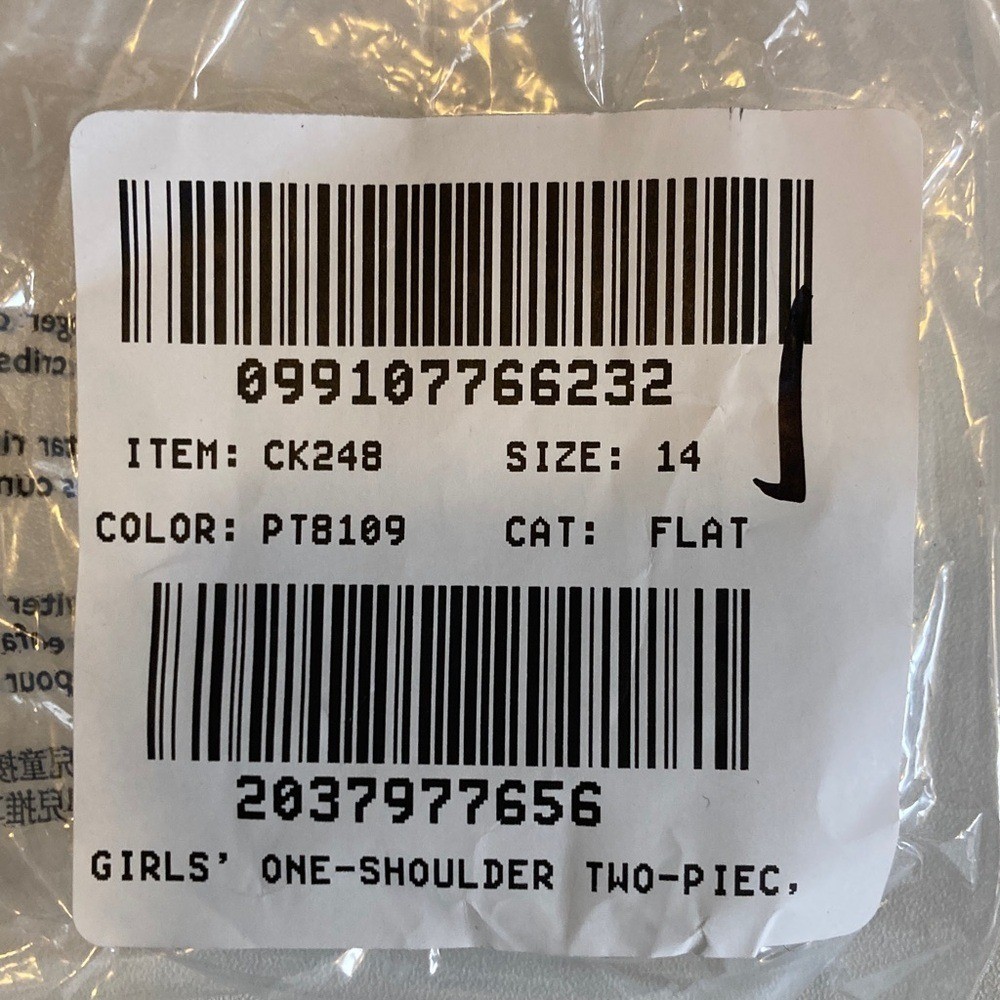 099107766232
ITEM: CK248 SIZE: 14
COLOR: PT8109 CAT: FLAT
2037977656
GIRLS' ONE-SHOULDER TWO-PIEC,